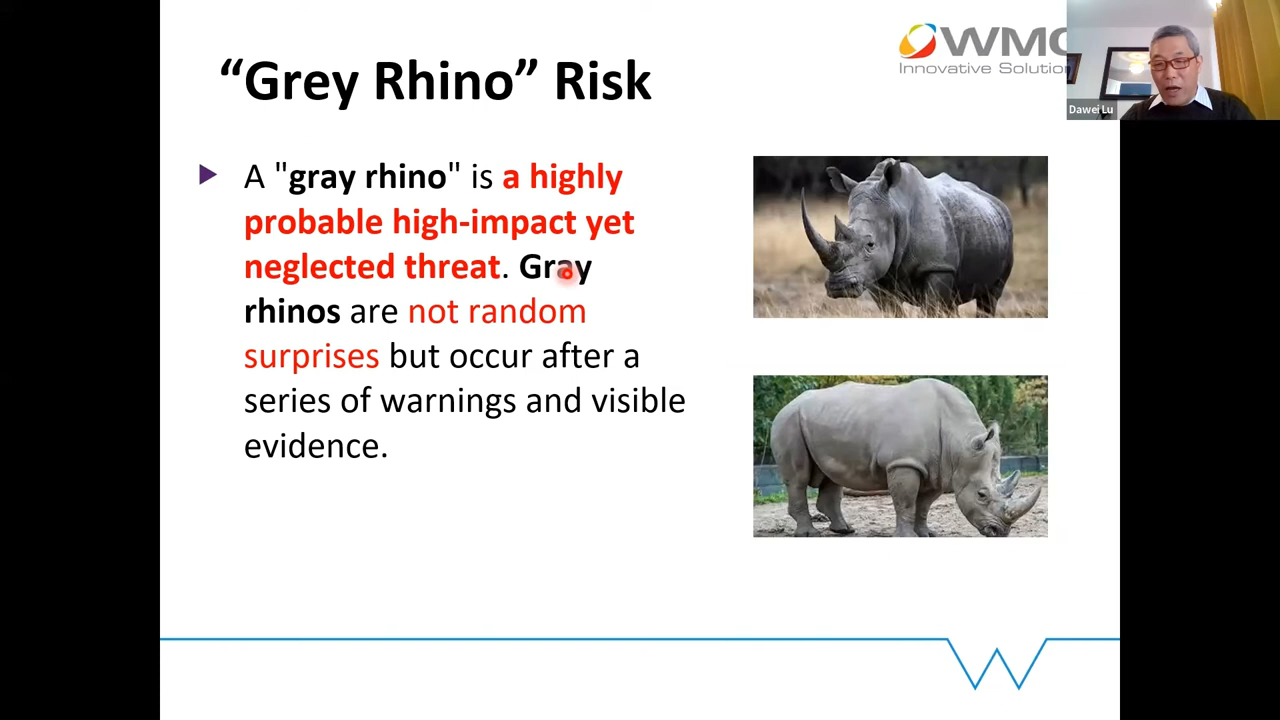 “Grey Rhino” Risk
WMG
Innovative Solution
Dawei Lu
A "gray rhino" is a highly
probable high-impact yet
neglected threat. Gray
rhinos are not random
surprises but occur after a
series of warnings and visible
evidence.